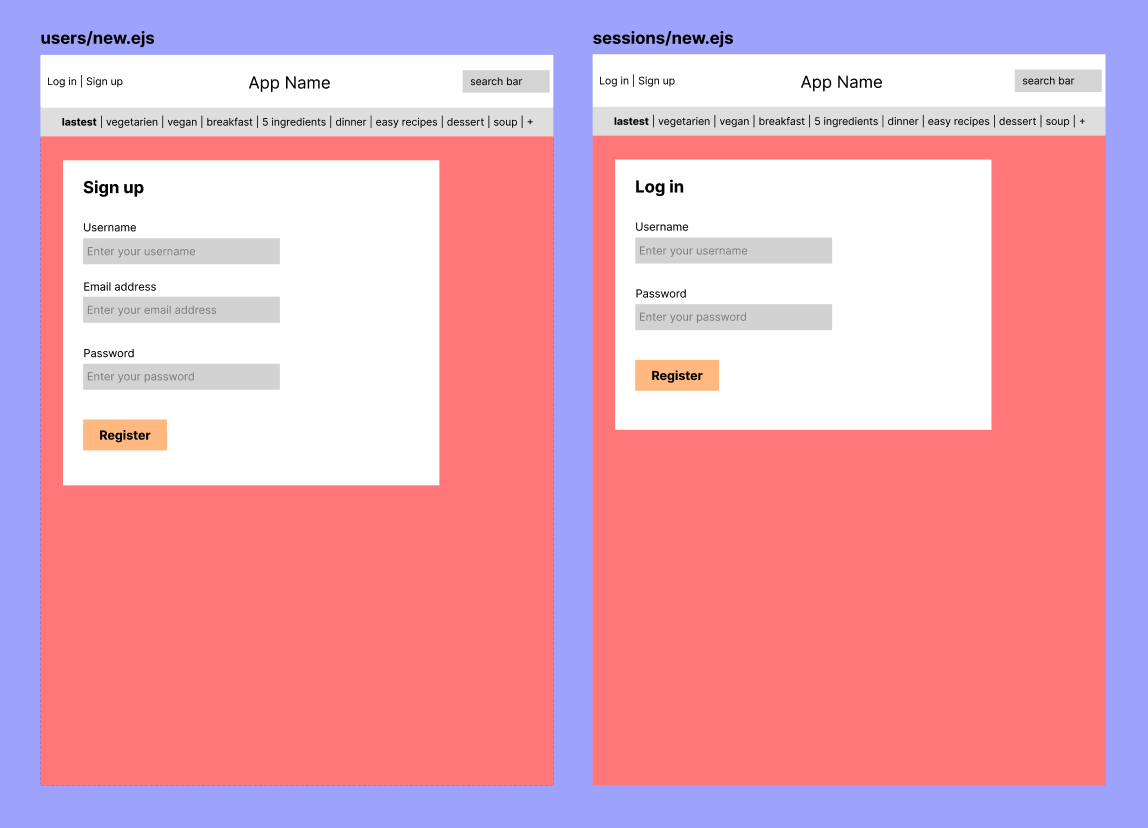 users/new.ejs
Log in | Sign up
App Name
search bar
lastest | vegetarien | vegan | breakfast | 5 ingredients | dinner | easy recipes | dessert | soup | +
Sign up
Username
Enter your username
Email address
Enter your email address
Password
Enter your password
Register
sessions/new.ejs
Log in | Sign up
App Name
search bar
lastest | vegetarien | vegan | breakfast | 5 ingredients | dinner | easy recipes | dessert | soup | +
Log in
Username
Enter your username
Password
Enter your password
Register